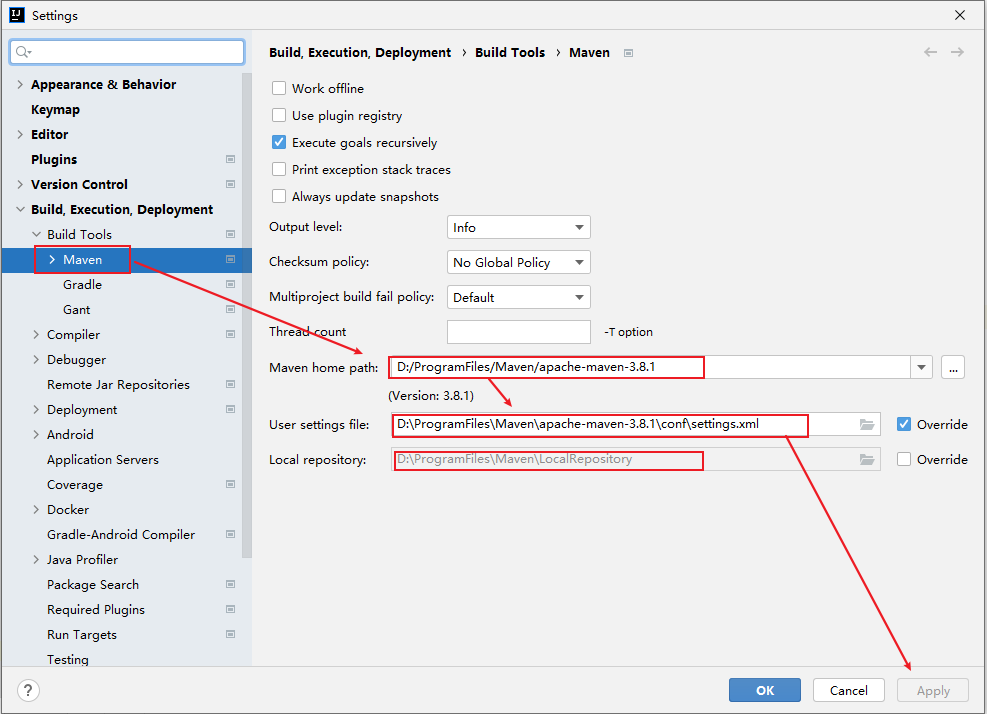 Settings
Build, Execution, Deployment › Build Tools › Maven
Appearance & Behavior
Keymap
Editor
Plugins
Version Control
Build, Execution, Deployment
Build Tools
Maven
Gradle
Gant
Compiler
Debugger
Remote Jar Repositories
Deployment
Android
Application Servers
Coverage
Docker
Gradle-Android Compiler
Java Profiler
Package Search
Required Plugins
Run Targets
Testing
Work offline
Use plugin registry
Execute goals recursively
Print exception stack traces
Always update snapshots
Output level: Info
Checksum policy: No Global Policy
Multiproject build fail policy: Default
Thread count -T option
Maven home path: D:/ProgramFiles/Maven/apache-maven-3.8.1 ...
(Version: 3.8.1)
User settings file: D:\ProgramFiles\Maven\apache-maven-3.8.1\conf\settings.xml Override
Local repository: D:\ProgramFiles\Maven\LocalRepository Override
? OK Cancel Apply